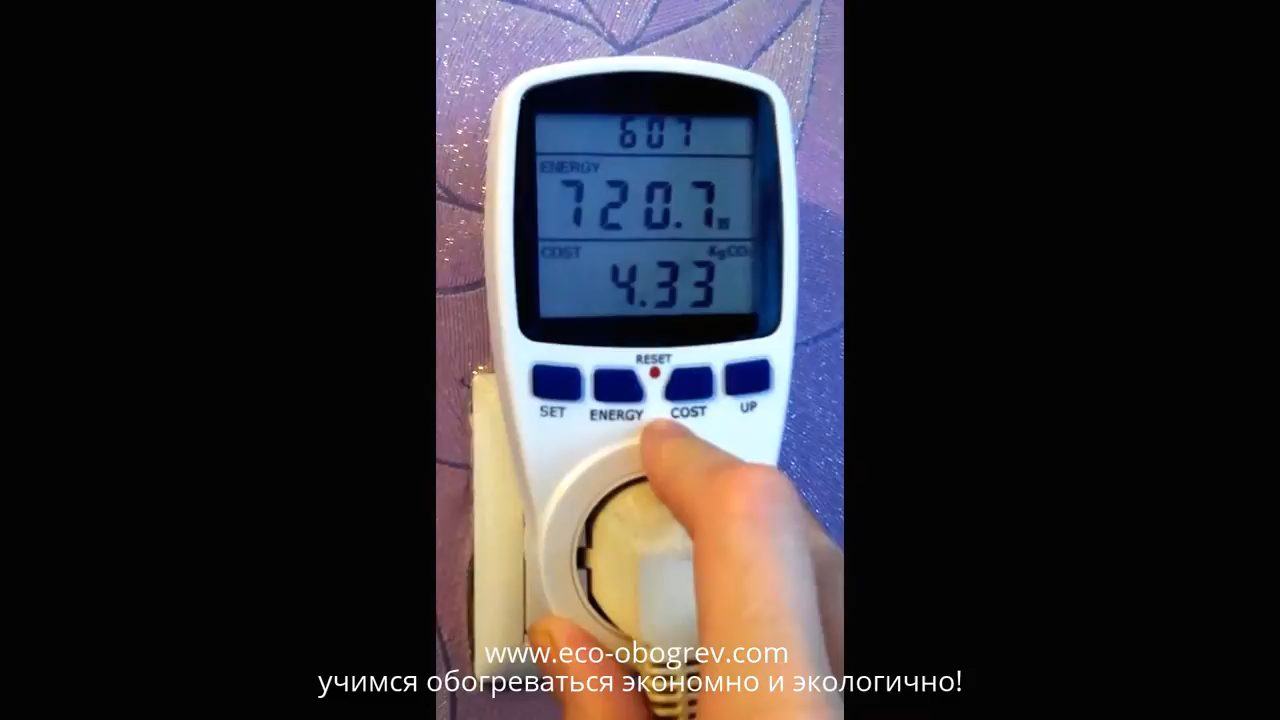 607
ENERGY
720.7
COST KgCO₂
4.33
RESET
SET ENERGY COST UP
www.eco-obogrev.com
учимся обогреваться экономно и экологично!